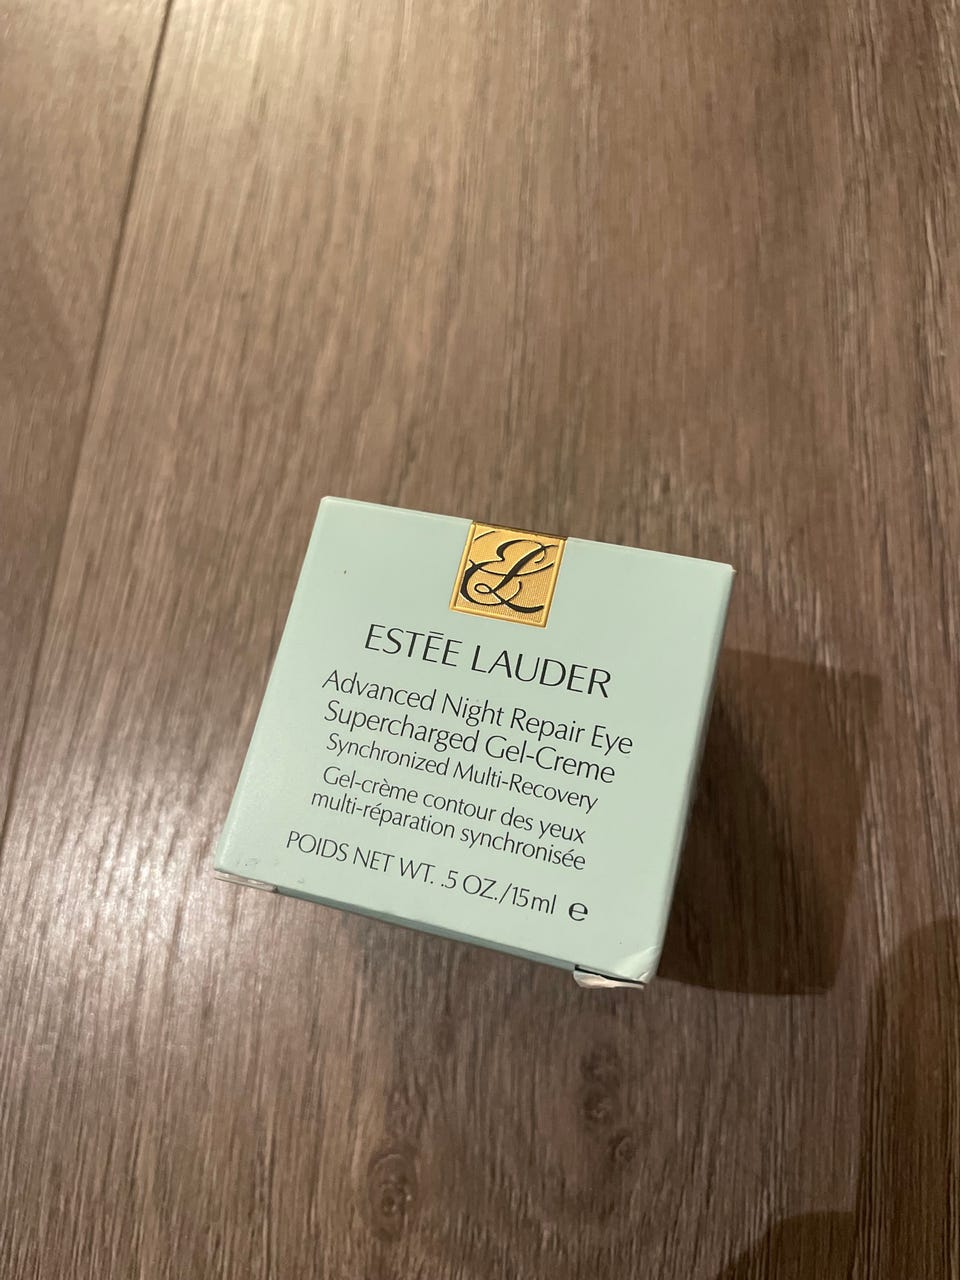 EL
ESTĒE LAUDER
Advanced Night Repair Eye
Supercharged Gel-Creme
Synchronized Multi-Recovery
Gel-crème contour des yeux
multi-réparation synchronisée
POIDS NET WT. .5 OZ./15ml ℮